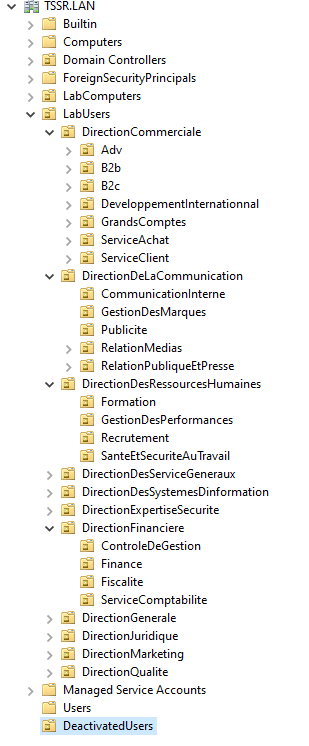 TSSR.LAN
Builtin
Computers
Domain Controllers
ForeignSecurityPrincipals
LabComputers
LabUsers
DirectionCommerciale
Adv
B2b
B2c
DeveloppementInternationnal
GrandsComptes
ServiceAchat
ServiceClient
DirectionDeLaCommunication
CommunicationInterne
GestionDesMarques
Publicite
RelationMedias
RelationPubliqueEtPresse
DirectionDesRessourcesHumaines
Formation
GestionDesPerformances
Recrutement
SanteEtSecuriteAuTravail
DirectionDesServiceGeneraux
DirectionDesSystemesDinformation
DirectionExpertiseSecurite
DirectionFinanciere
ControleDeGestion
Finance
Fiscalite
ServiceComptabilite
DirectionGenerale
DirectionJuridique
DirectionMarketing
DirectionQualite
Managed Service Accounts
Users
DeactivatedUsers